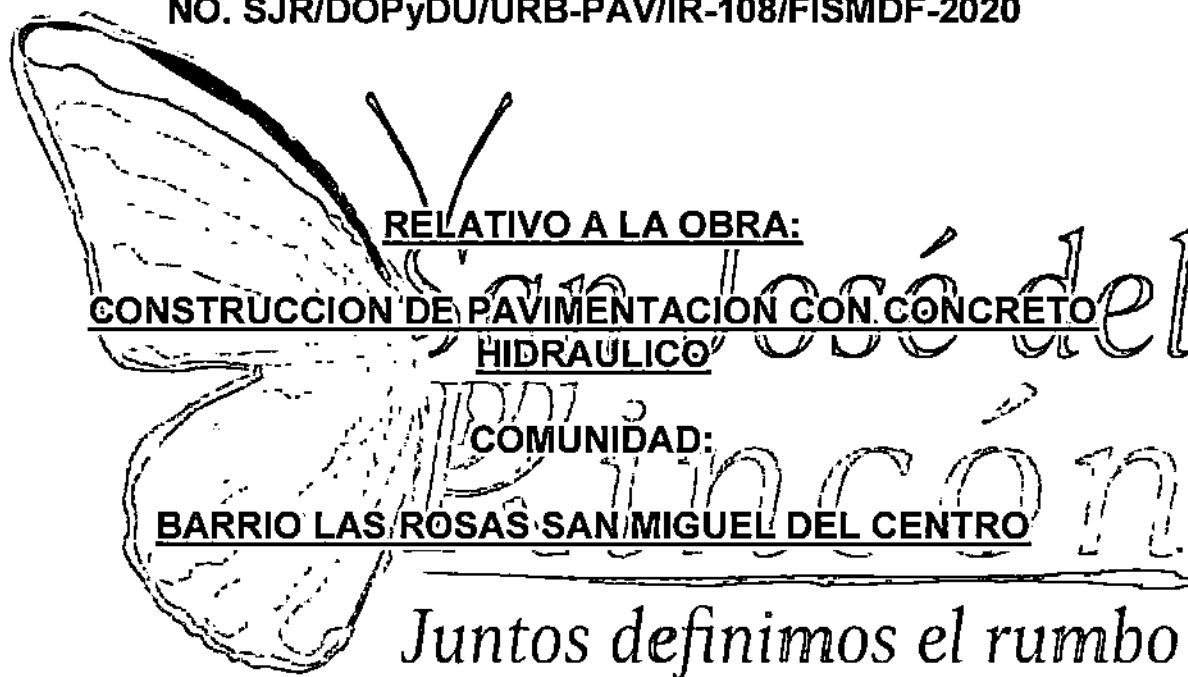 NO. SJR/DOPyDU/URB-PAV/IR-108/FISMDF-2020
RELATIVO A LA OBRA:
San José del
CONSTRUCCION DE PAVIMENTACION CON CONCRETO
HIDRAULICO
COMUNIDAD:
Rincón
BARRIO LAS ROSAS SAN MIGUEL DEL CENTRO
Juntos definimos el rumbo